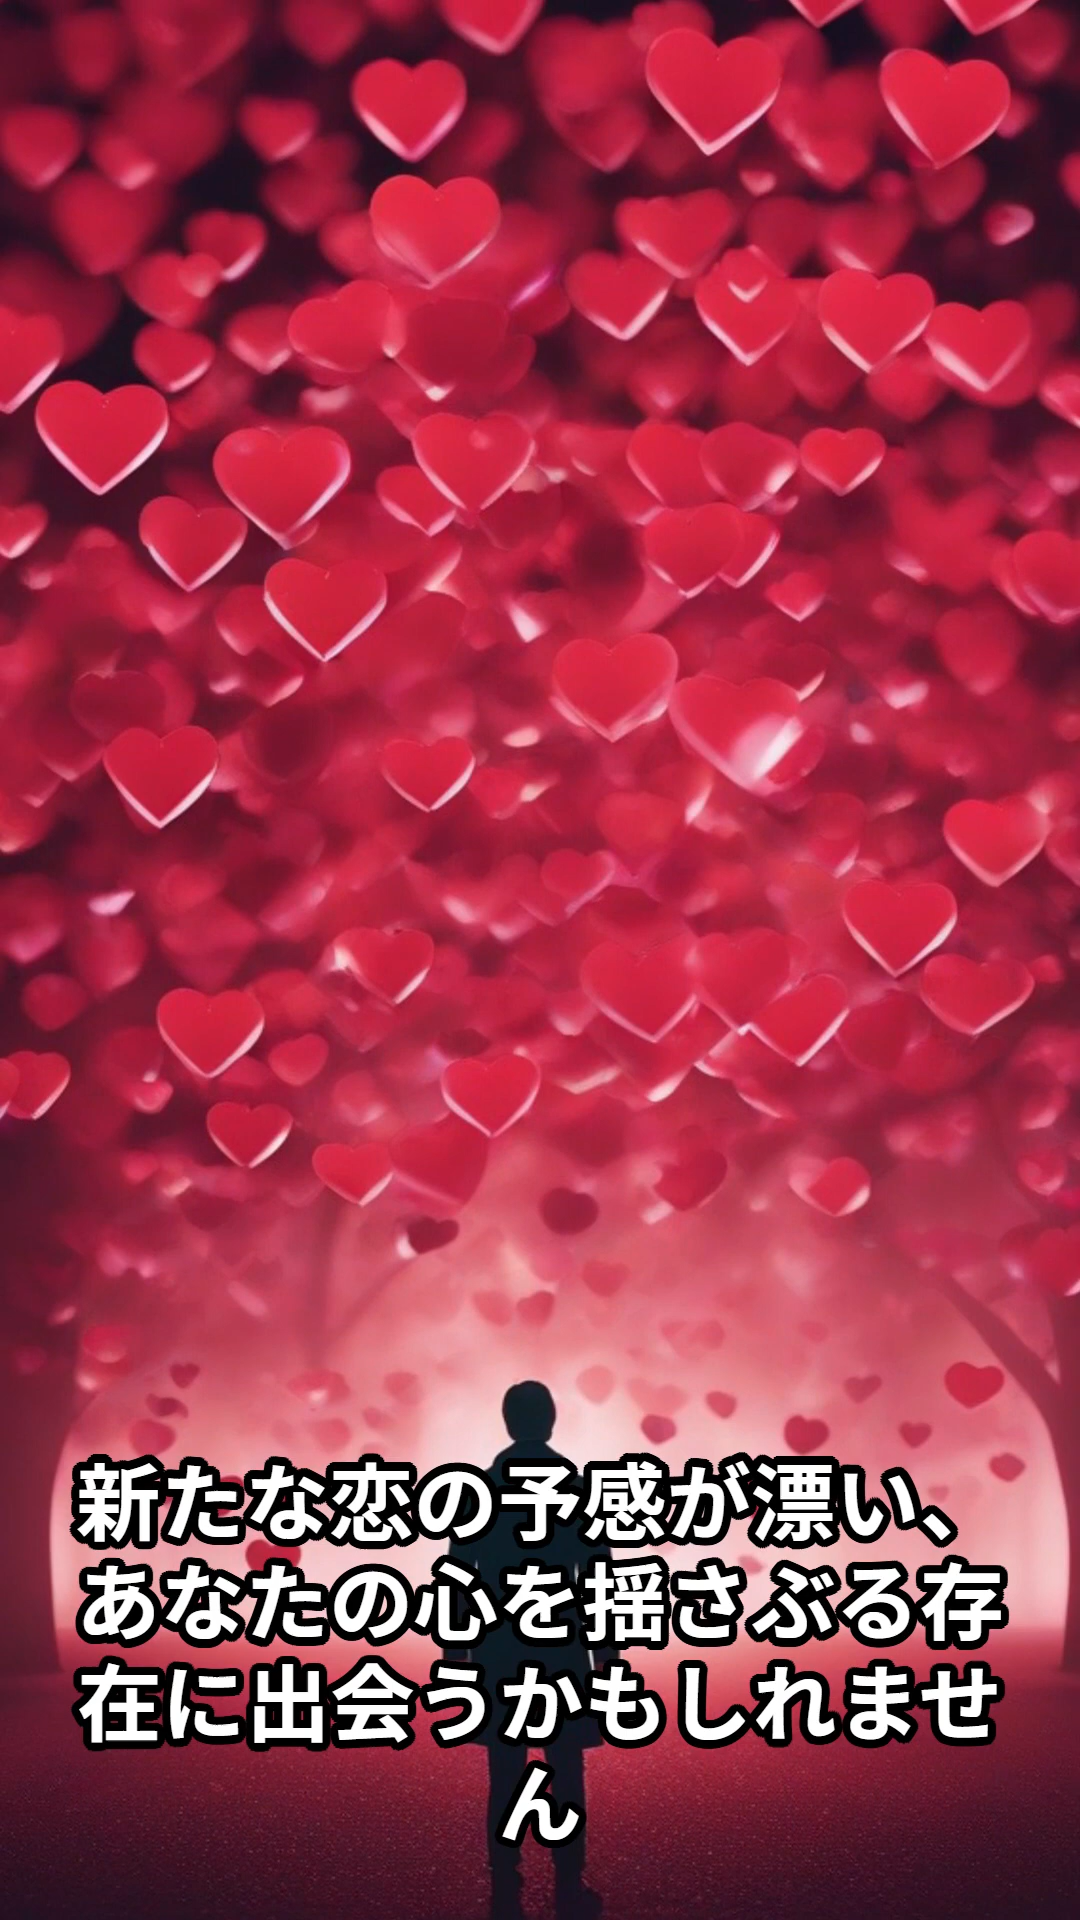 新たな恋の予感が漂い、
あなたの心を揺さぶる存
在に出会うかもしれませ
ん